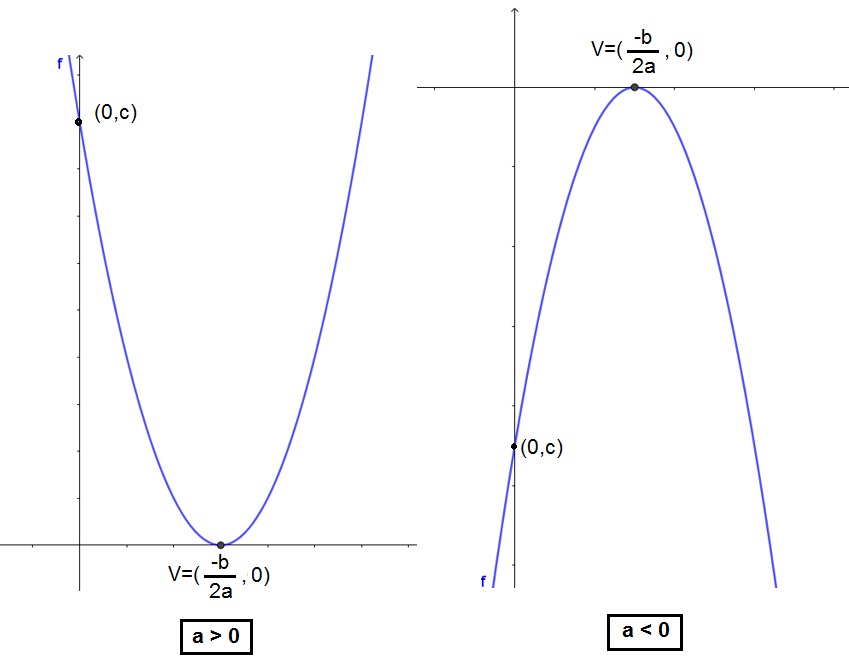 f
(0,c)
V=(-b/2a , 0)
a > 0
V=(-b/2a , 0)
(0,c)
f
a < 0